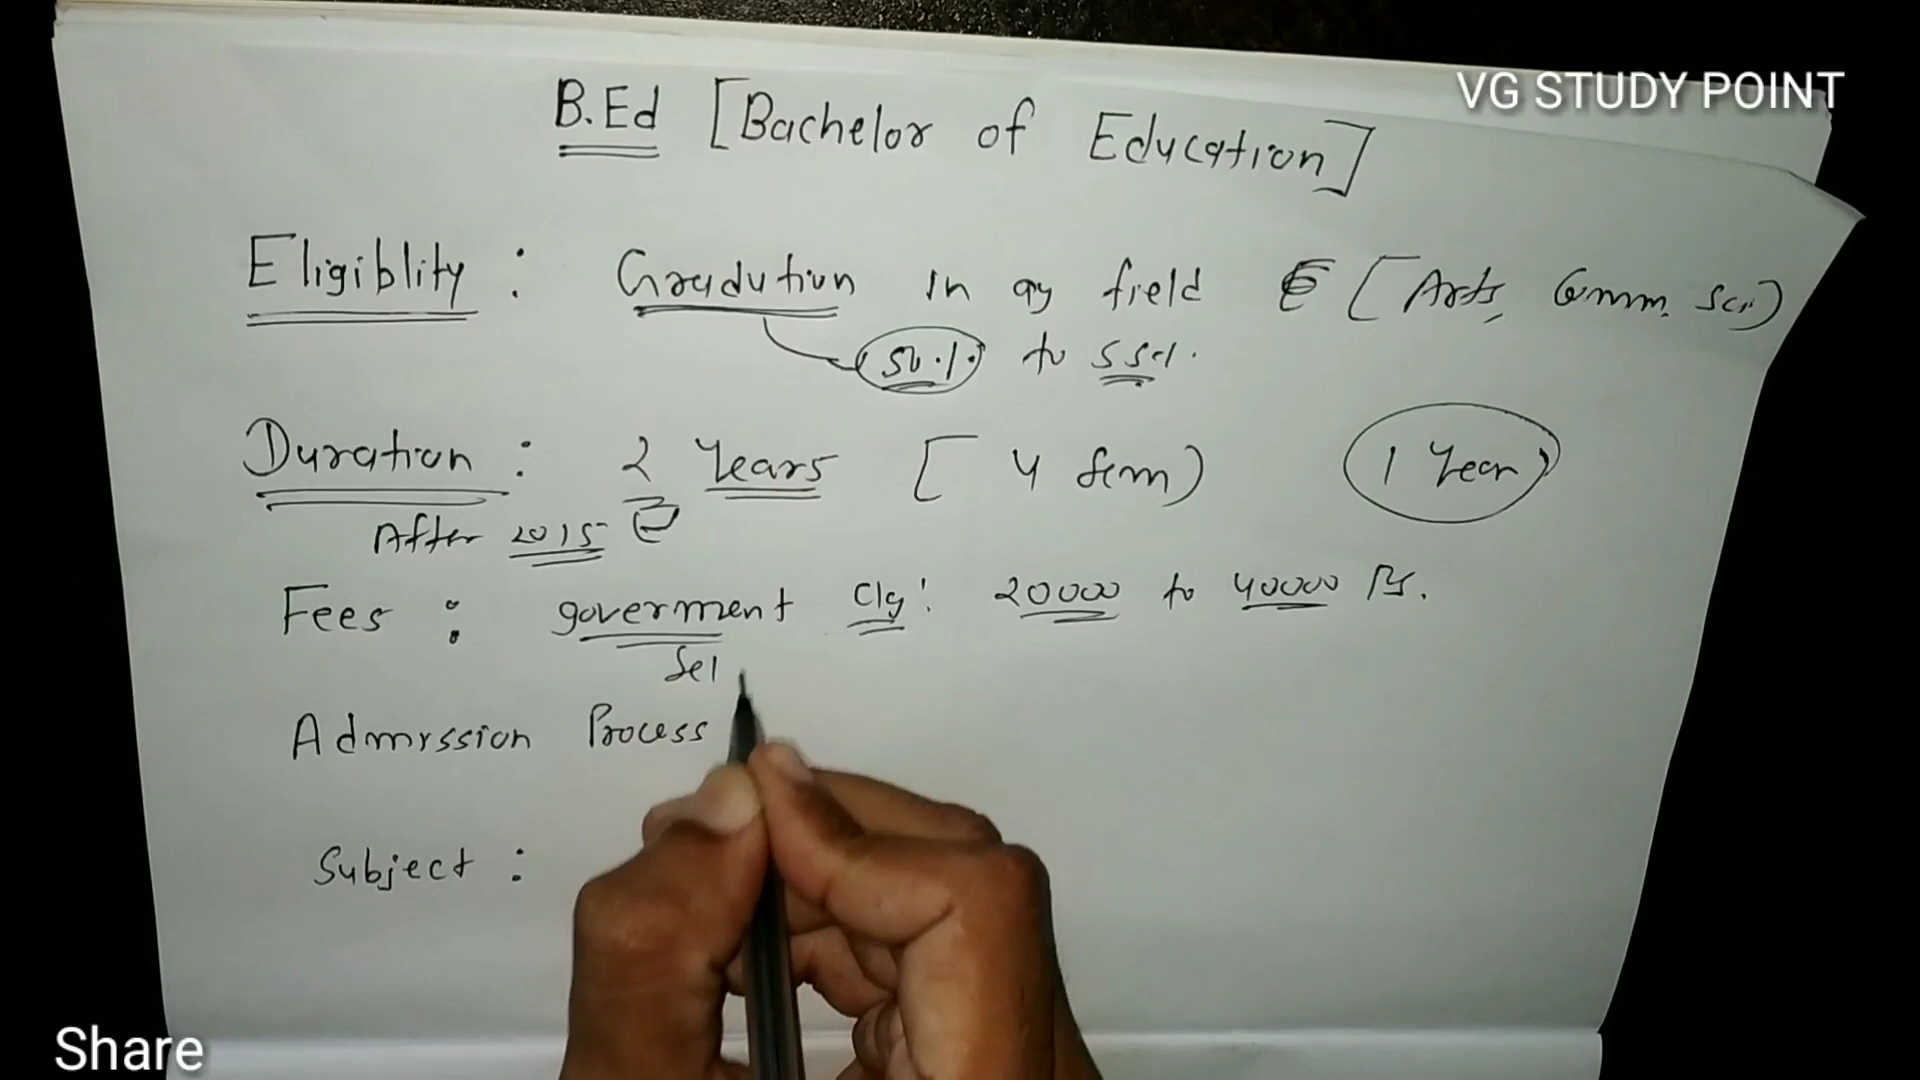 VG STUDY POINT
B.Ed [Bachelor of Education]
Eligiblity : Gradution in ay field [Arts, Comm, Sci)
50% to 55%.
Duration : 2 Years [4 Sem) 1 Year
After 2015
Fees : goverment Clg: 20000 to 40000 Rs.
Sel
Admission Process
Subject :
Share